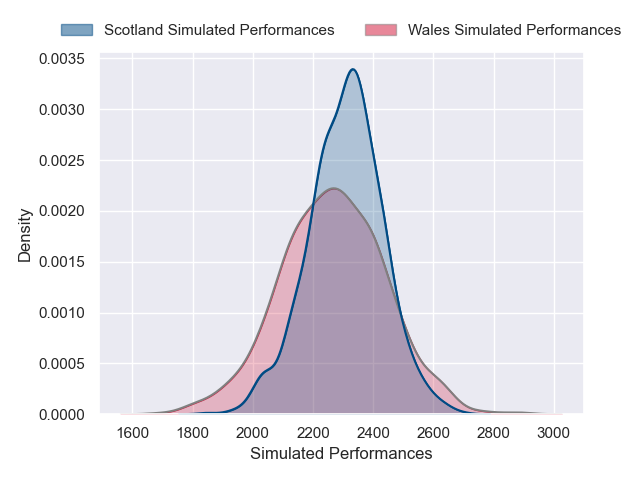 Scotland Simulated Performances Wales Simulated Performances
0.0035
0.0030
0.0025
0.0020
0.0015
0.0010
0.0005
0.0000
Density
1600 1800 2000 2200 2400 2600 2800 3000
Simulated Performances